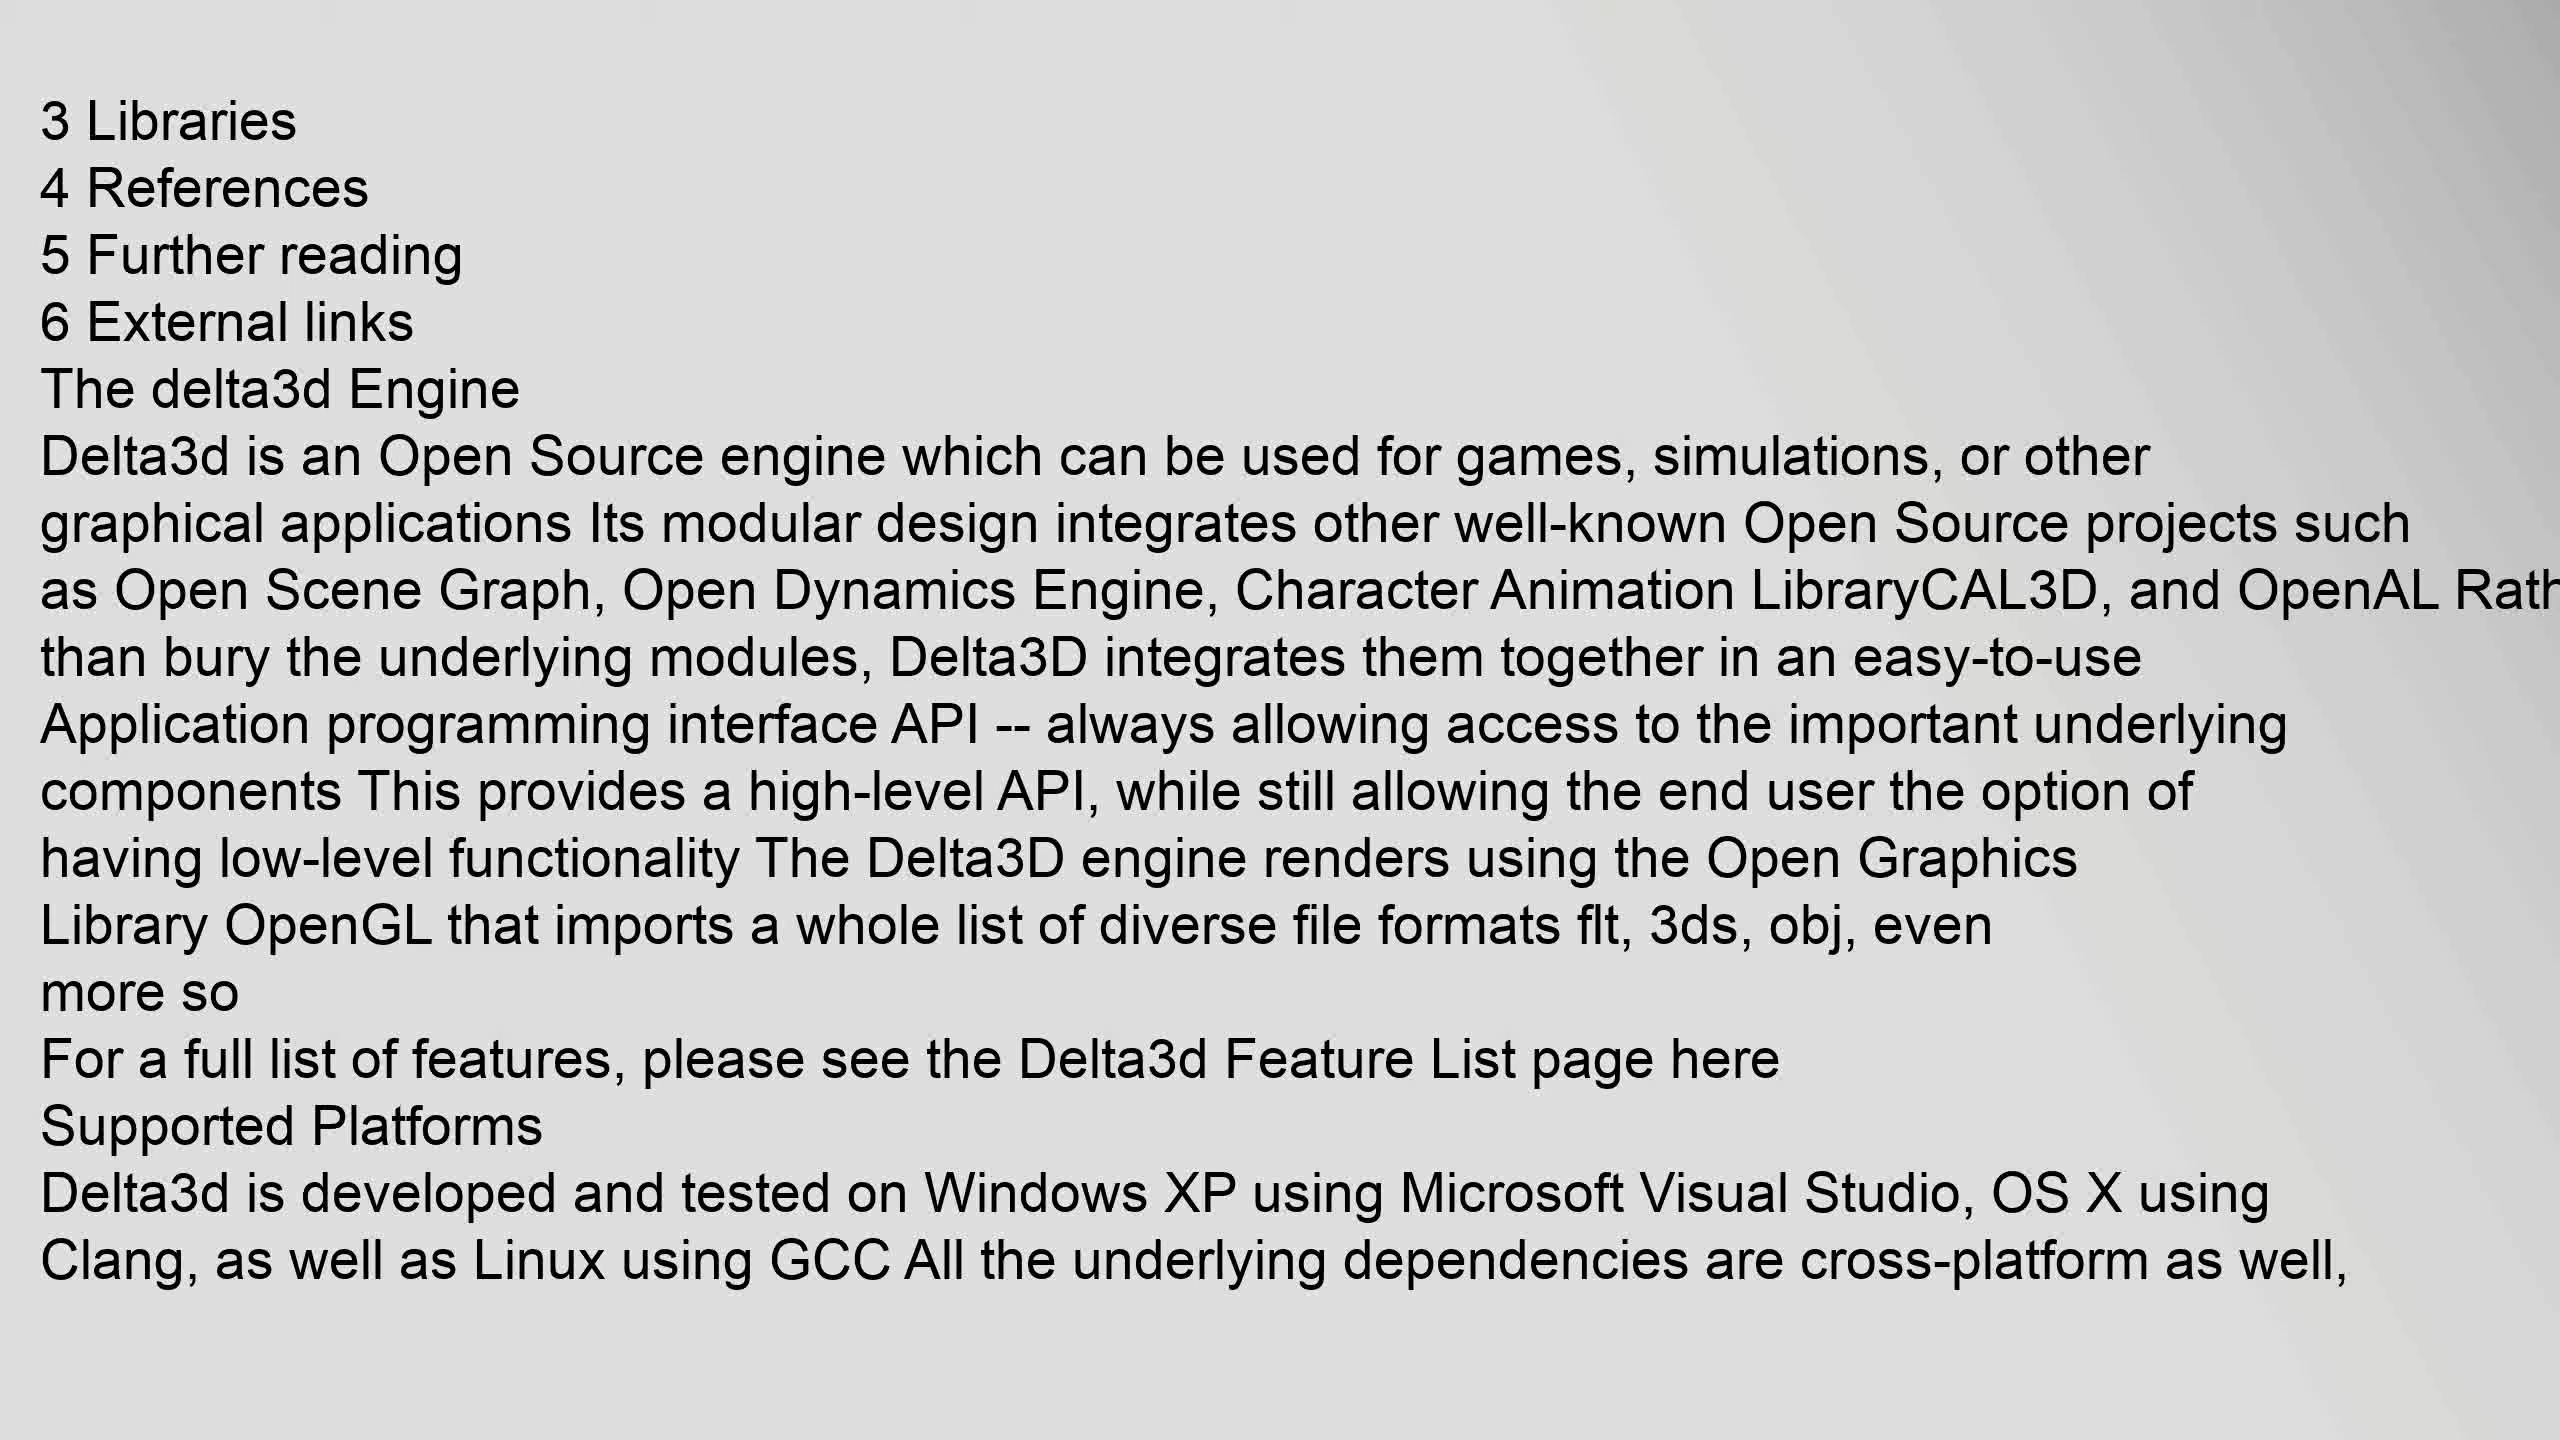 3 Libraries
4 References
5 Further reading
6 External links
The delta3d Engine
Delta3d is an Open Source engine which can be used for games, simulations, or other
graphical applications Its modular design integrates other well-known Open Source projects such
as Open Scene Graph, Open Dynamics Engine, Character Animation LibraryCAL3D, and OpenAL Rath
than bury the underlying modules, Delta3D integrates them together in an easy-to-use
Application programming interface API -- always allowing access to the important underlying
components This provides a high-level API, while still allowing the end user the option of
having low-level functionality The Delta3D engine renders using the Open Graphics
Library OpenGL that imports a whole list of diverse file formats flt, 3ds, obj, even
more so
For a full list of features, please see the Delta3d Feature List page here
Supported Platforms
Delta3d is developed and tested on Windows XP using Microsoft Visual Studio, OS X using
Clang, as well as Linux using GCC All the underlying dependencies are cross-platform as well,